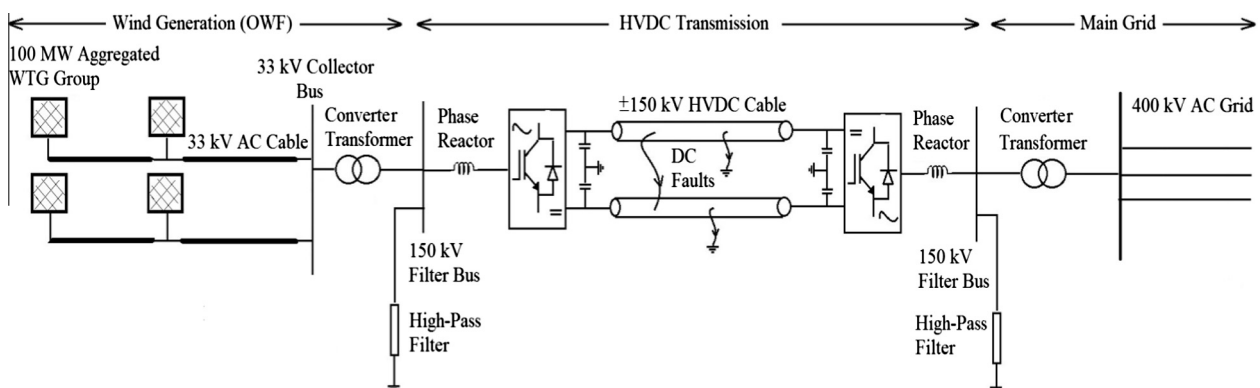 Wind Generation (OWF)
HVDC Transmission
Main Grid
100 MW Aggregated
WTG Group
33 kV Collector
Bus
33 kV AC Cable
Converter
Transformer
Phase
Reactor
±150 kV HVDC Cable
DC
Faults
Phase
Reactor
Converter
Transformer
400 kV AC Grid
150 kV
Filter Bus
High-Pass
Filter
150 kV
Filter Bus
High-Pass
Filter